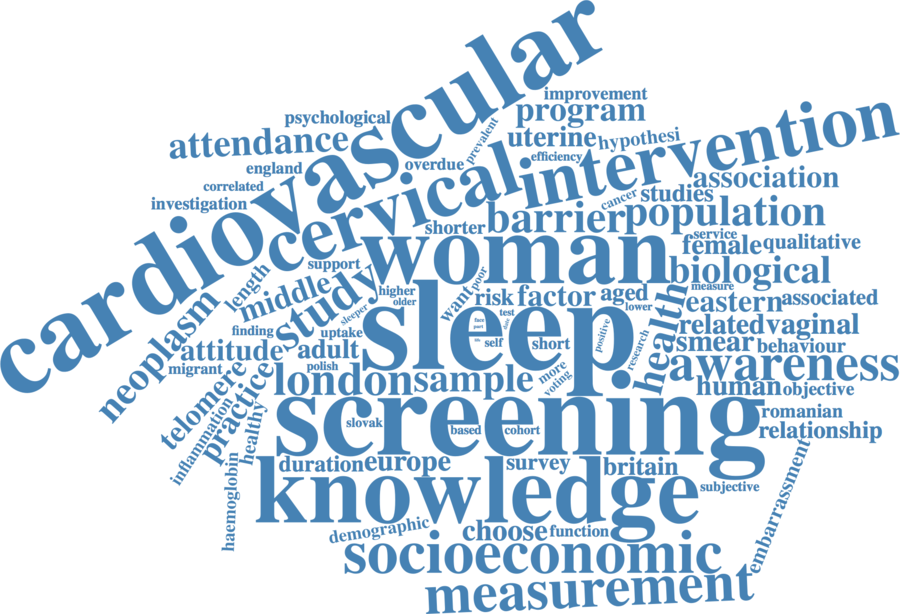 cardiovascular
improvement
psychological
program
attendance
prevalent
uterine
hypothesi
intervention
england
overdue
efficiency
cervical
correlated
association
investigation
cancer
studies
shorter
barrier
population
service
female
qualitative
support
woman
length
poor
biological
middle
study
higher
want
measure
older
risk
factor
aged
health
eastern
associated
neoplasm
sleeper
sleep
face
test
lower
part
finding
uptake
self
positive
related
vaginal
attitude
adult
short
research
smear
behaviour
migrant
polish
more
awareness
telomere
practice
london
sample
voting
human
objective
inflammation
healthy
screening
romanian
slovak
based
cohort
relationship
haemoglobin
duration
europe
survey
britain
knowledge
subjective
embarrassment
demographic
choose
function
socioeconomic
measurement